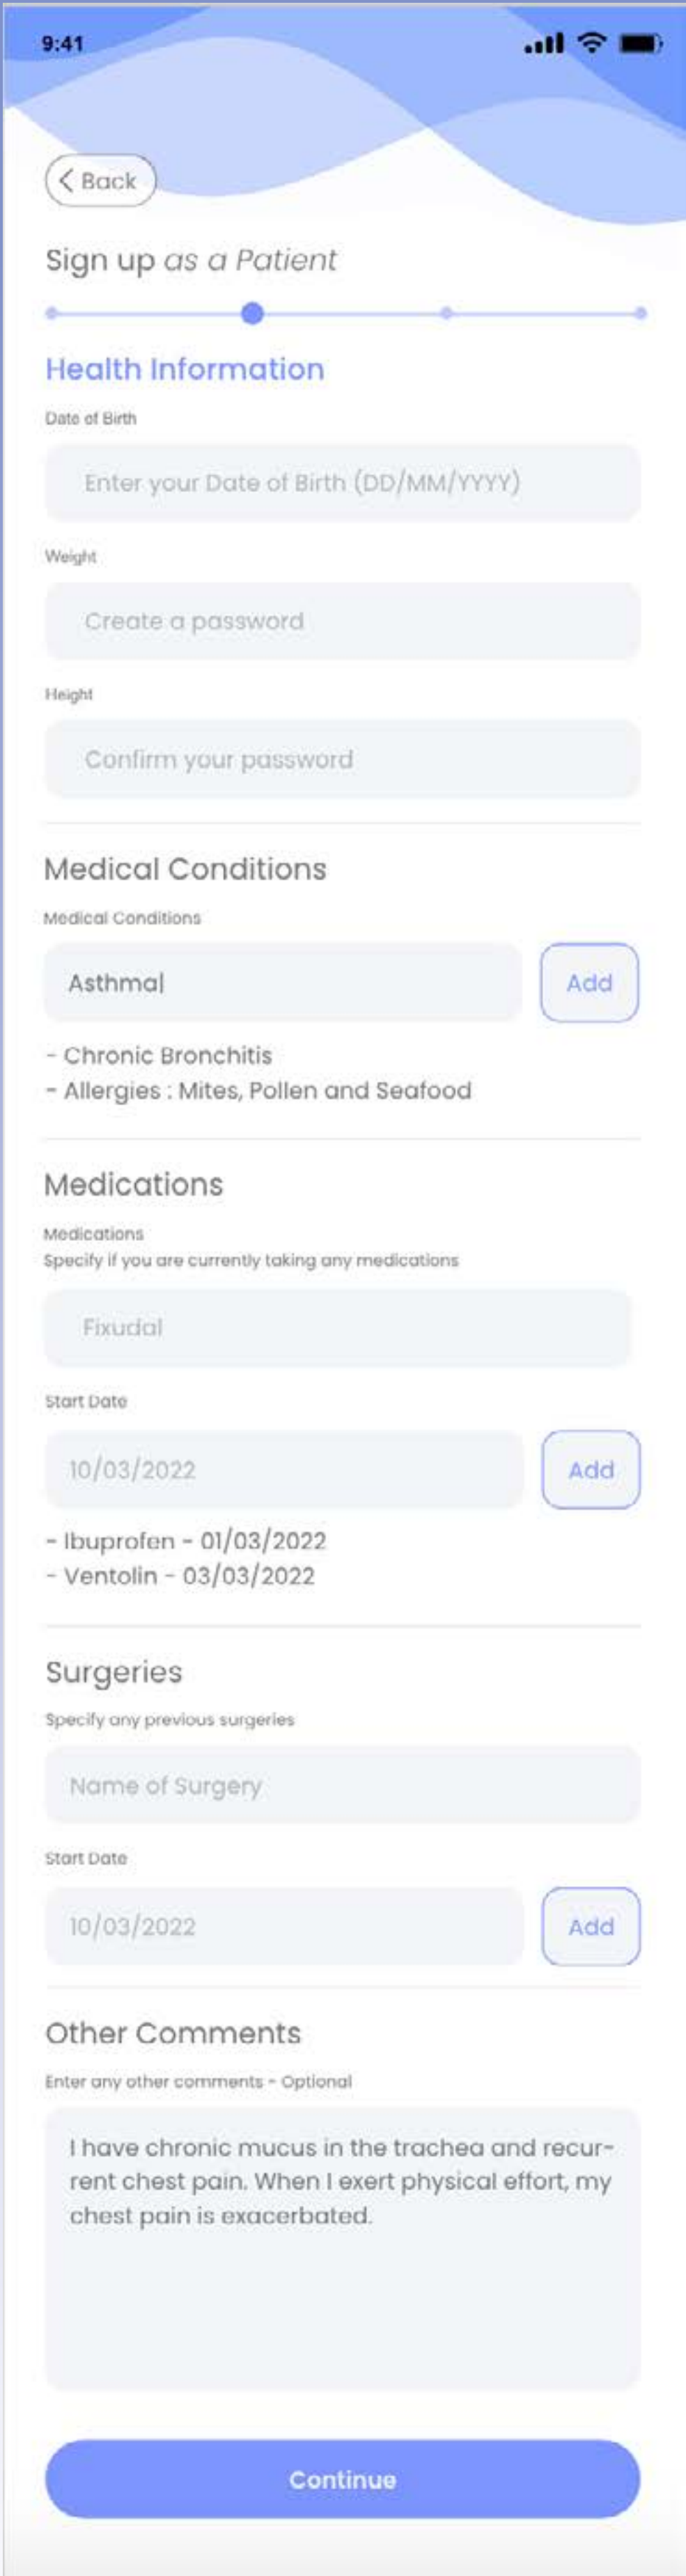 9:41
Back
Sign up as a Patient
Health Information
Date of Birth
Enter your Date of Birth (DD/MM/YYYY)
Weight
Create a password
Height
Confirm your password
Medical Conditions
Medical Conditions
Asthma
Add
- Chronic Bronchitis
- Allergies : Mites, Pollen and Seafood
Medications
Medications
Specify if you are currently taking any medications
Fixudal
Start Date
10/03/2022
Add
- Ibuprofen - 01/03/2022
- Ventolin - 03/03/2022
Surgeries
Specify any previous surgeries
Name of Surgery
Start Date
10/03/2022
Add
Other Comments
Enter any other comments - Optional
I have chronic mucus in the trachea and recur-
rent chest pain. When I exert physical effort, my
chest pain is exacerbated.
Continue